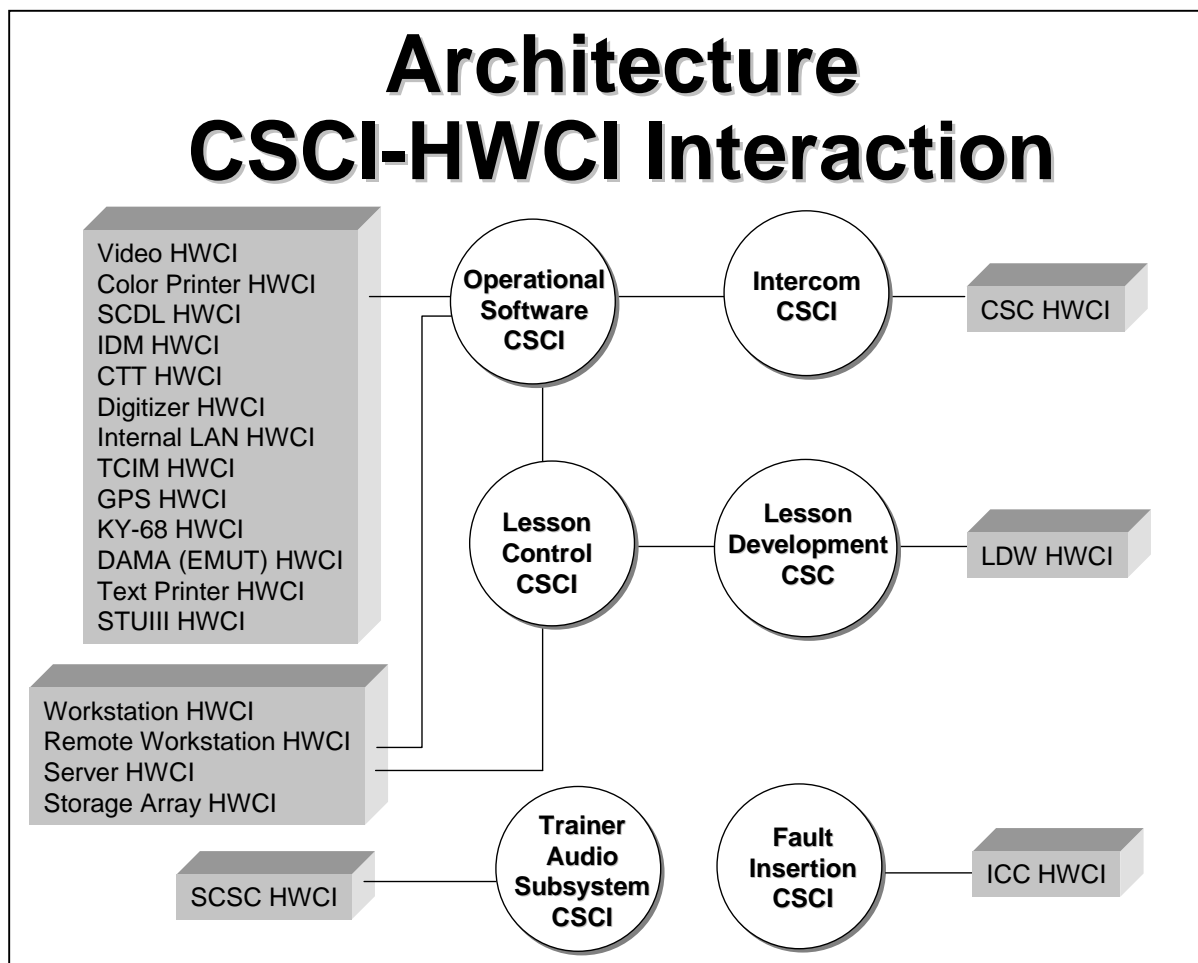 Architecture
CSCI-HWCI Interaction
Video HWCI
Color Printer HWCI
SCDL HWCI
IDM HWCI
CTT HWCI
Digitizer HWCI
Internal LAN HWCI
TCIM HWCI
GPS HWCI
KY-68 HWCI
DAMA (EMUT) HWCI
Text Printer HWCI
STUIII HWCI
Operational
Software
CSCI
Intercom
CSCI
CSC HWCI
Lesson
Control
CSCI
Lesson
Development
CSC
LDW HWCI
Workstation HWCI
Remote Workstation HWCI
Server HWCI
Storage Array HWCI
SCSC HWCI
Trainer
Audio
Subsystem
CSCI
Fault
Insertion
CSCI
ICC HWCI